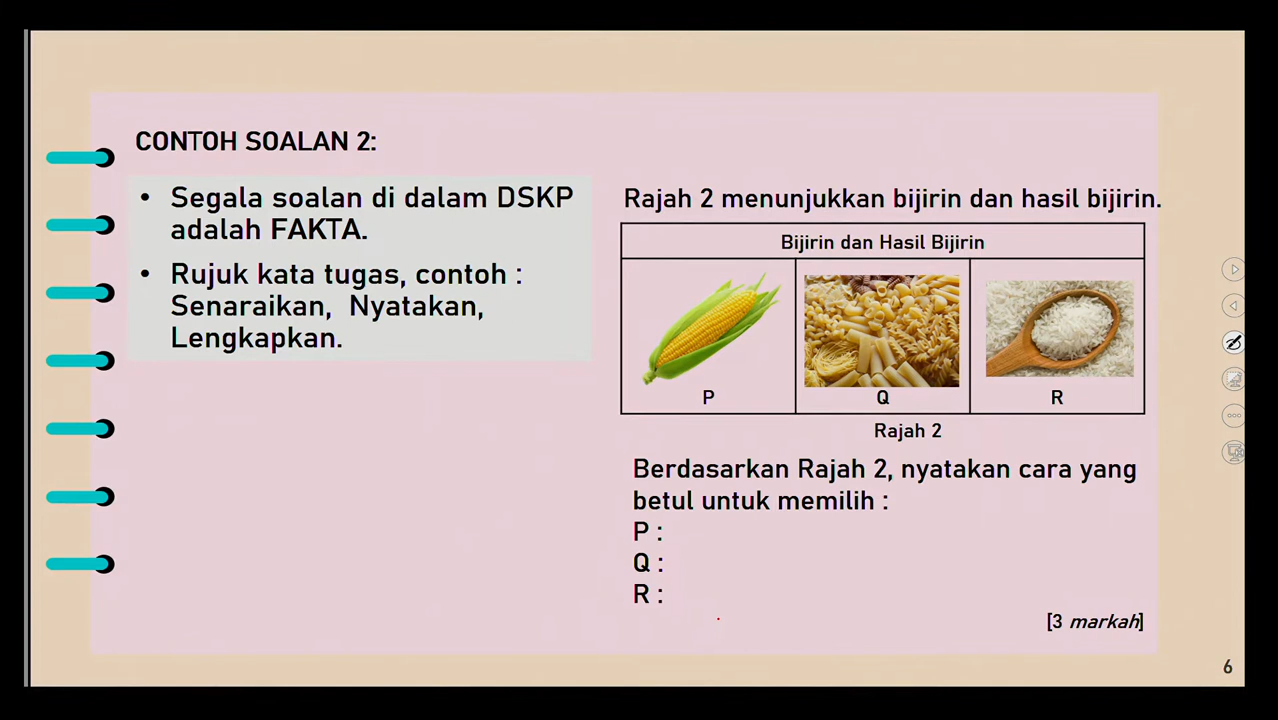 CONTOH SOALAN 2:
• Segala soalan di dalam DSKP
adalah FAKTA.
• Rujuk kata tugas, contoh :
Senaraikan, Nyatakan,
Lengkapkan.
Rajah 2 menunjukkan bijirin dan hasil bijirin.
Bijirin dan Hasil Bijirin
P
Q
R
Rajah 2
Berdasarkan Rajah 2, nyatakan cara yang
betul untuk memilih :
P :
Q :
R :
[3 markah]
6